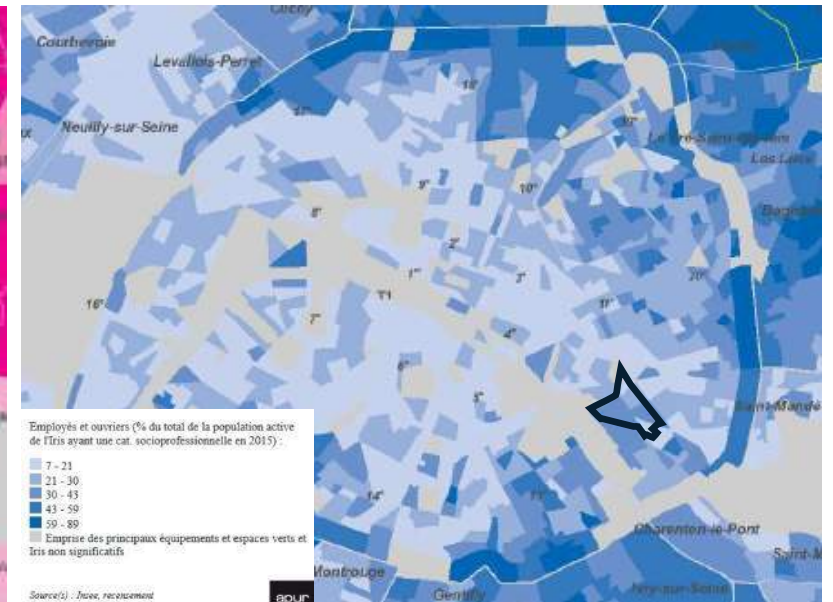 Clichy
Courbevoie
Levallois-Perret
Pantin
18e
17e
Neuilly-sur-Seine
19e
Le Pré-Saint-Gervais
Les Lilas
9e
10e
8e
Bagnolet
2e
1er
3e
20e
16e
T1
11e
7e
4e
6e
5e
Saint-Mandé
Employés et ouvriers (% du total de la population active
de l'Iris ayant une cat. socioprofessionnelle en 2015) :
7 - 21
21 - 30
30 - 43
43 - 59
59 - 89
Emprise des principaux équipements et espaces verts et
Iris non significatifs
14e
13e
Charenton-le-Pont
Saint-M
Montrouge
Gentilly
Ivry-sur-Seine
Source(s) : Insee, recensement
apur